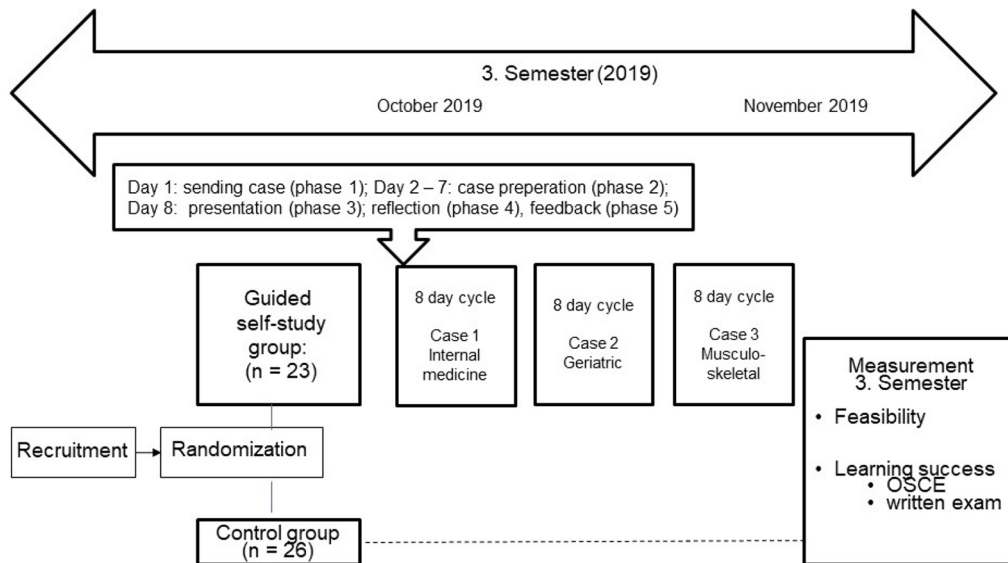 3. Semester (2019)
October 2019
November 2019
Day 1: sending case (phase 1); Day 2 – 7: case preperation (phase 2);
Day 8: presentation (phase 3); reflection (phase 4), feedback (phase 5)
Guided
self-study
group:
(n = 23)
8 day cycle
Case 1
Internal
medicine
8 day cycle
Case 2
Geriatric
8 day cycle
Case 3
Musculo-
skeletal
Measurement
3. Semester
• Feasibility
• Learning success
• OSCE
• written exam
Recruitment
Randomization
Control group
(n = 26)